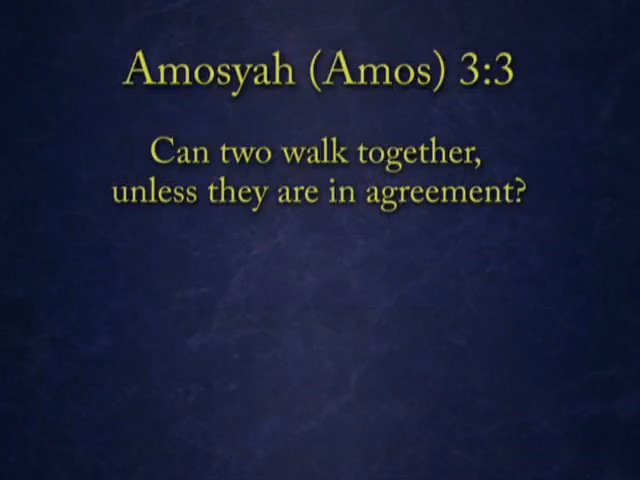 Amosyah (Amos) 3:3
Can two walk together,
unless they are in agreement?